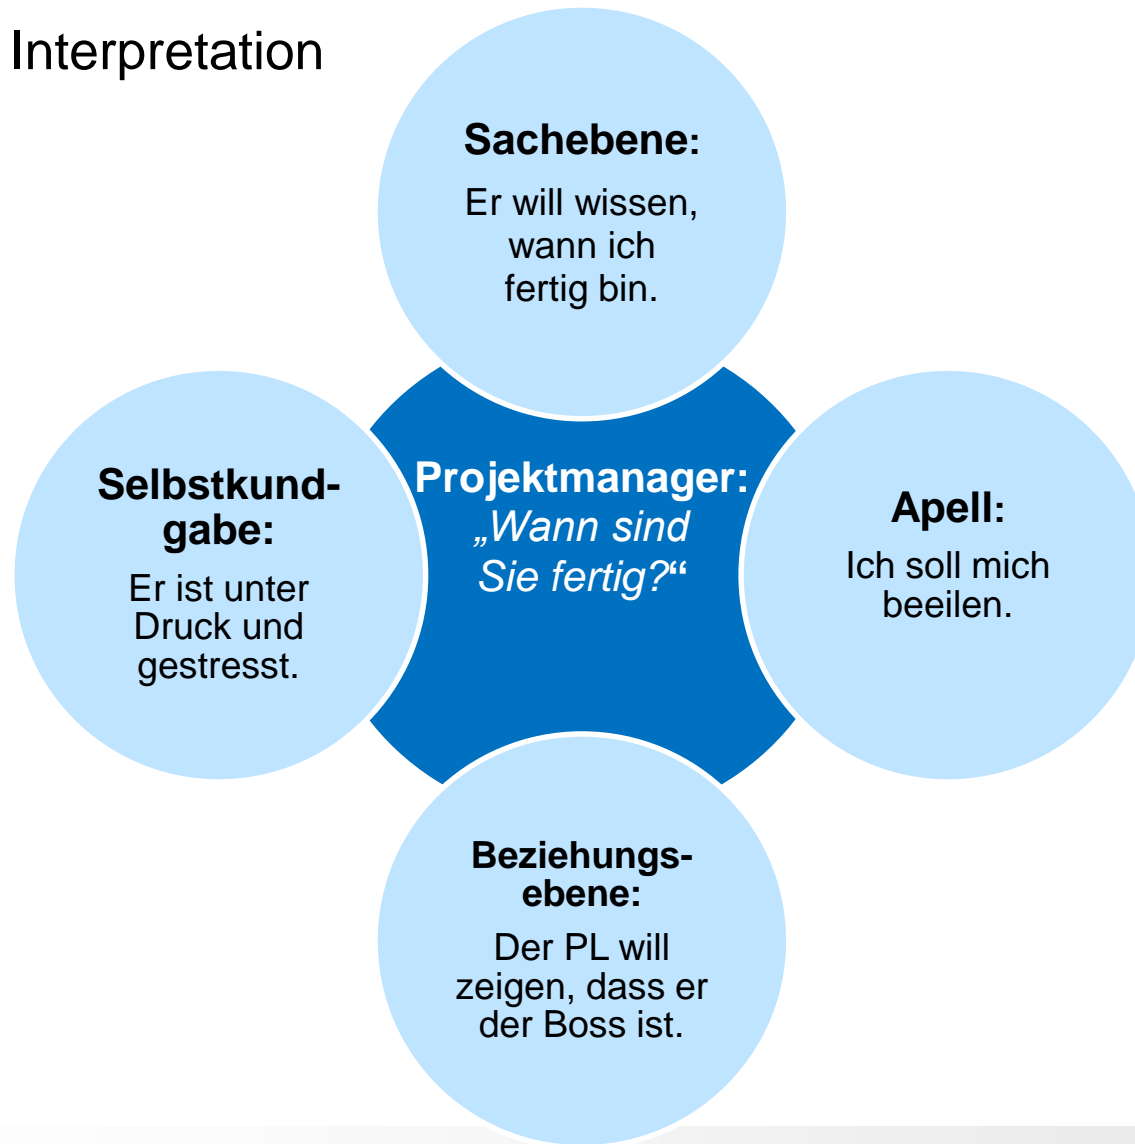 Interpretation
Sachebene:
Er will wissen,
wann ich
fertig bin.
Selbstkund-
gabe:
Er ist unter
Druck und
gestresst.
Projektmanager:
„Wann sind
Sie fertig?“
Apell:
Ich soll mich
beeilen.
Beziehungs-
ebene:
Der PL will
zeigen, dass er
der Boss ist.